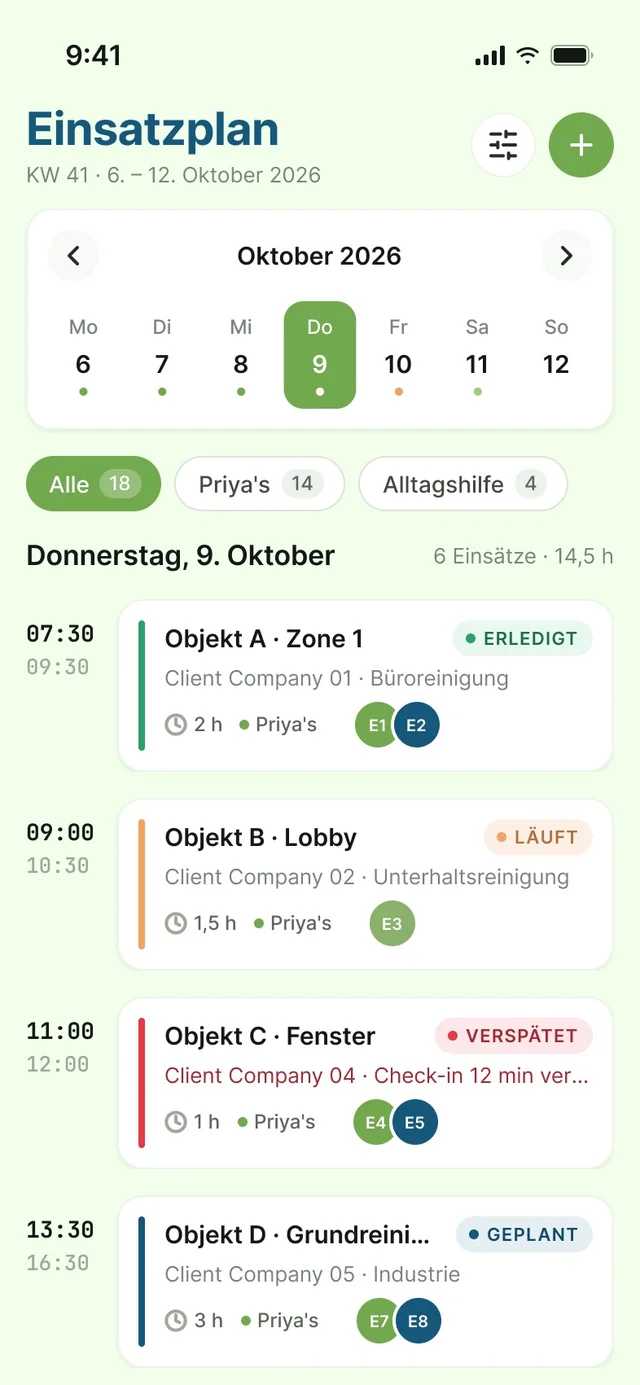 9:41
Einsatzplan
KW 41 · 6. – 12. Oktober 2026
Oktober 2026
Mo Di Mi Do Fr Sa So
6 7 8 9 10 11 12
Alle 18 Priya's 14 Alltagshilfe 4
Donnerstag, 9. Oktober 6 Einsätze · 14,5 h
07:30 Objekt A · Zone 1 ERLEDIGT
09:30 Client Company 01 · Büroreinigung
2 h Priya's E1 E2
09:00 Objekt B · Lobby LÄUFT
10:30 Client Company 02 · Unterhaltsreinigung
1,5 h Priya's E3
11:00 Objekt C · Fenster VERSPÄTET
12:00 Client Company 04 · Check-in 12 min ver...
1 h Priya's E4 E5
13:30 Objekt D · Grundreini... GEPLANT
16:30 Client Company 05 · Industrie
3 h Priya's E7 E8